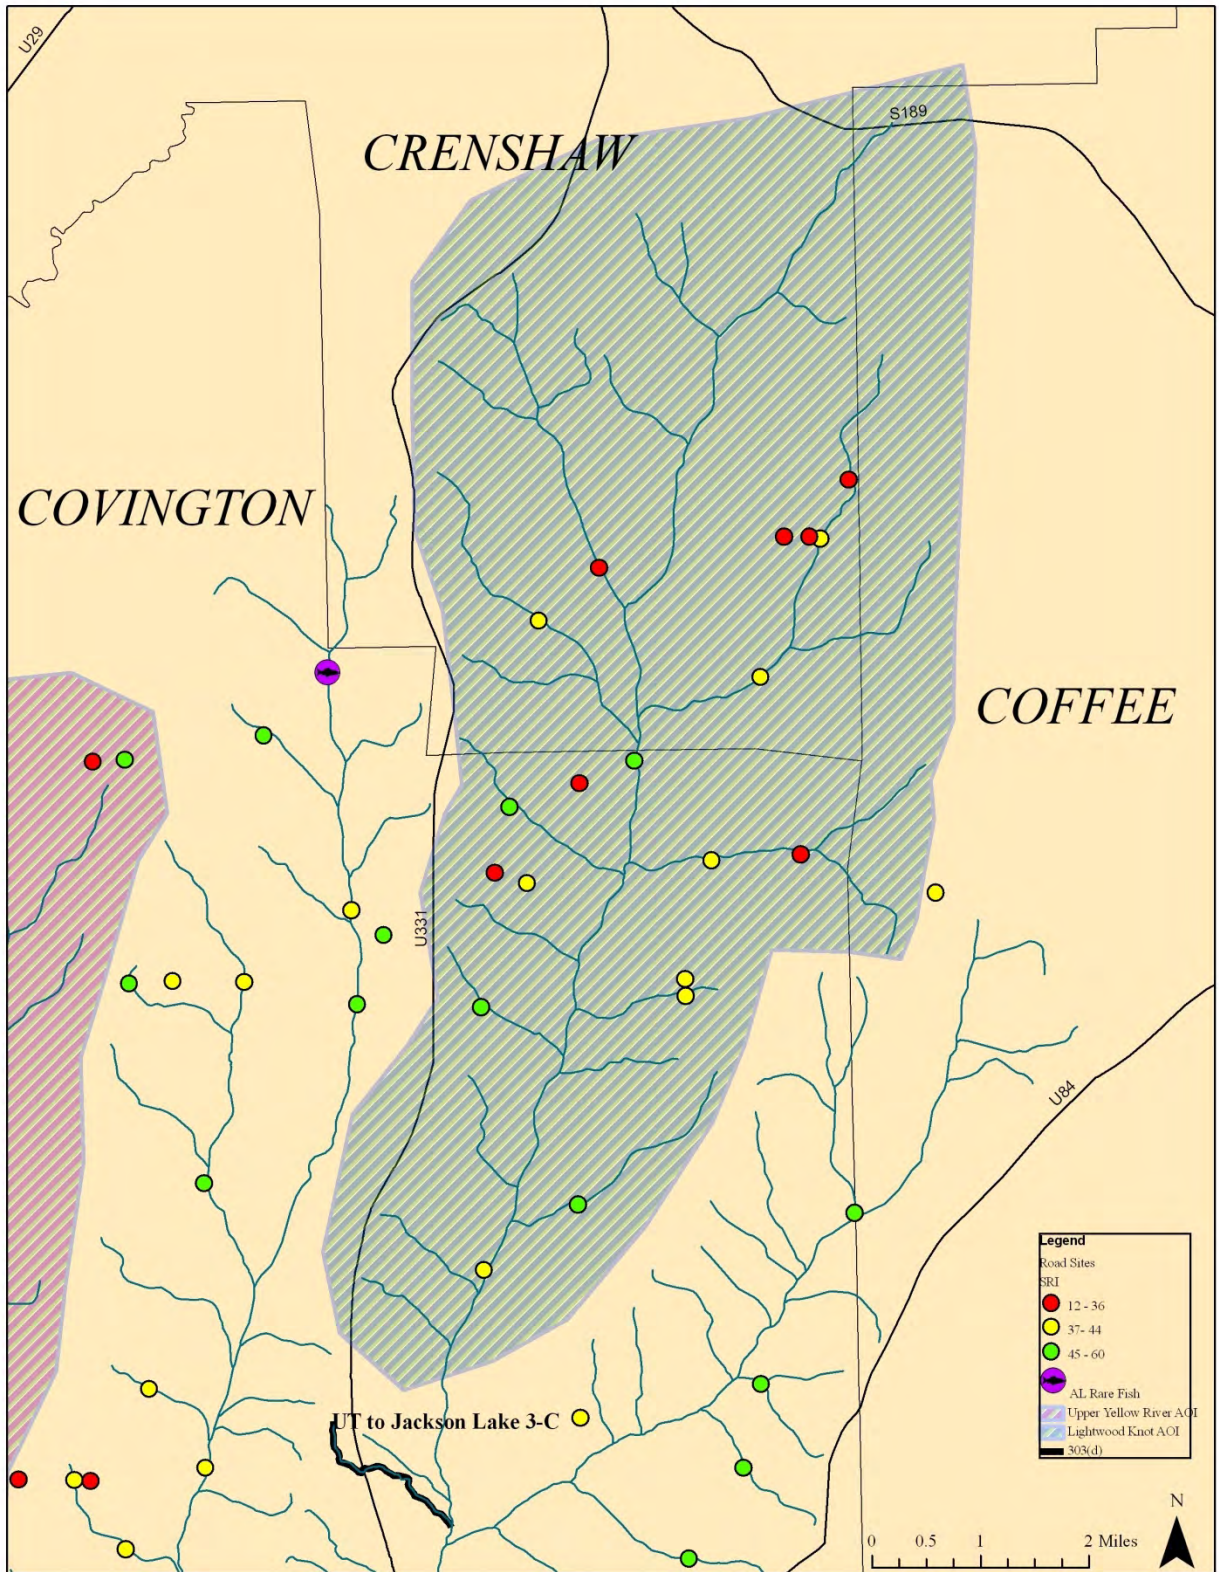 U29
S189
CRENSHAW
COVINGTON
COFFEE
U331
U84
UT to Jackson Lake 3-C
Legend
Road Sites
SRI
12 - 36
37- 44
45 - 60
AL Rare Fish
Upper Yellow River AOI
Lightwood Knot AOI
303(d)
N
0 0.5 1 2 Miles